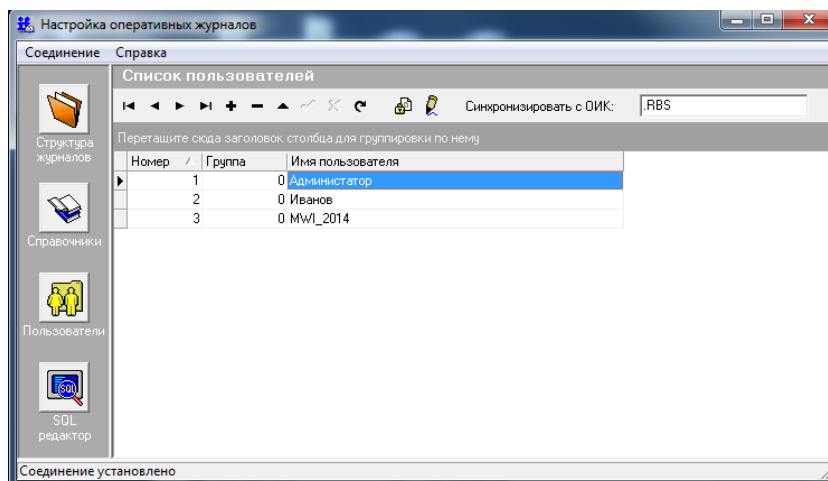 Настройка оперативных журналов
Соединение Справка
Список пользователей
Синхронизировать с ОИК: .RBS
Перетащите сюда заголовок столбца для группировки по нему
Структура
журналов
Номер Группа Имя пользователя
1 0 Администатор
2 0 Иванов
3 0 MWI_2014
Справочники
Пользователи
SQL
SQL
редактор
Соединение установлено